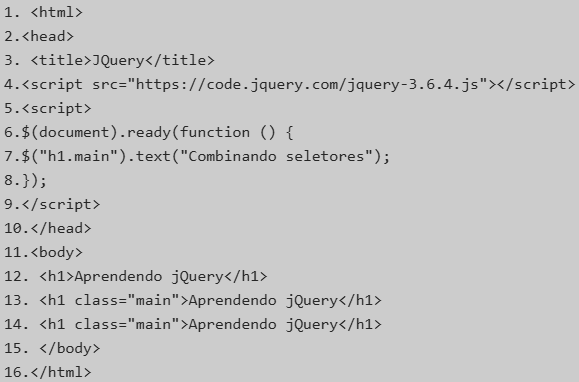 1. <html>
2.<head>
3. <title>JQuery</title>
4.<script src="https://code.jquery.com/jquery-3.6.4.js"></script>
5.<script>
6.$(document).ready(function () {
7.$("h1.main").text("Combinando seletores");
8.});
9.</script>
10.</head>
11.<body>
12. <h1>Aprendendo jQuery</h1>
13. <h1 class="main">Aprendendo jQuery</h1>
14. <h1 class="main">Aprendendo jQuery</h1>
15. </body>
16.</html>